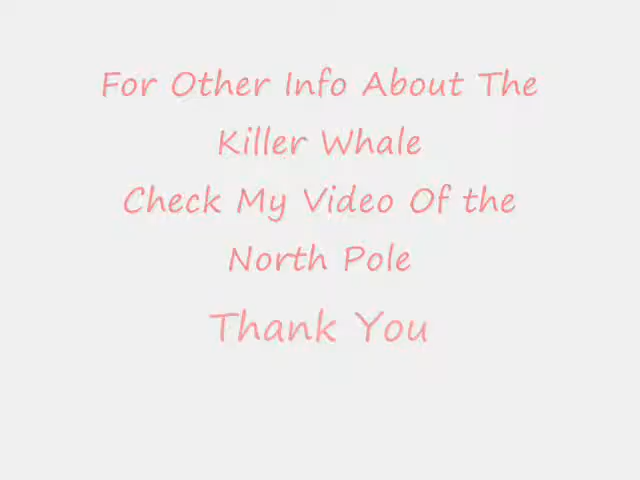 For Other Info About The
Killer Whale
Check My Video Of the
North Pole
Thank You